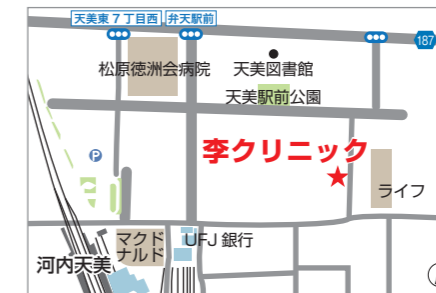 天美東7丁目西
弁天駅前
187
松原徳洲会病院
天美図書館
天美駅前公園
P
李クリニック
ライフ
マクド
ナルド
UFJ 銀行
河内天美